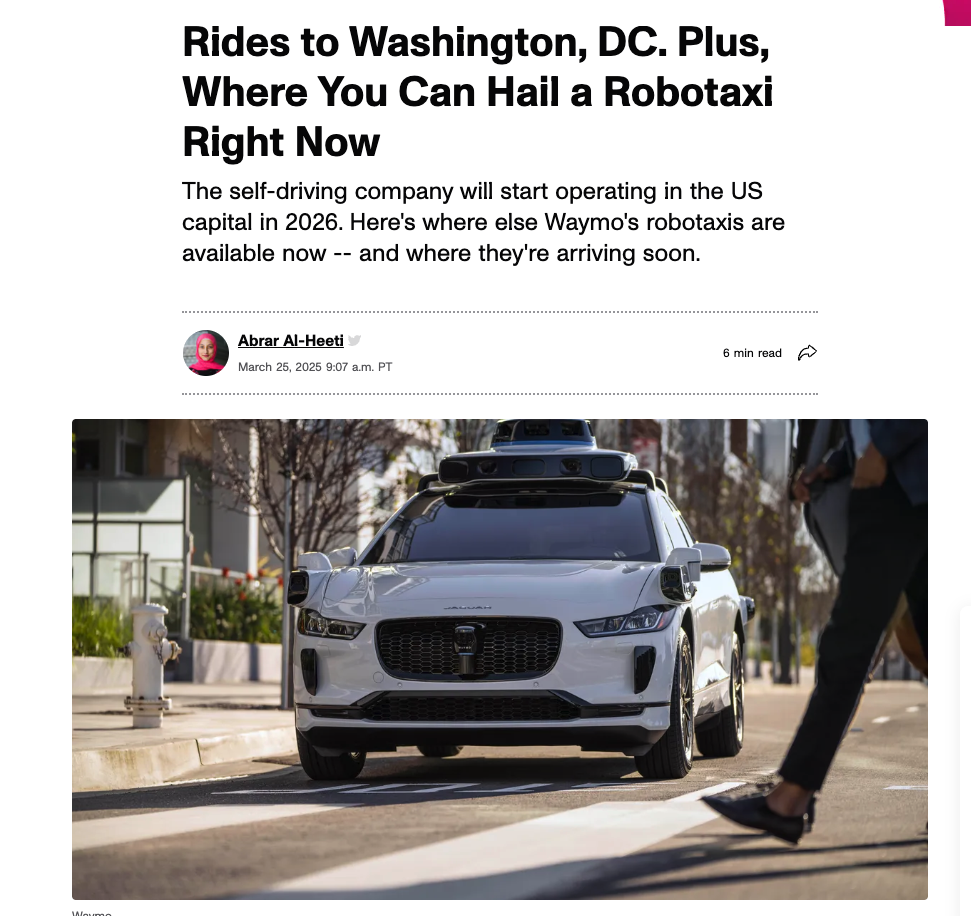 Rides to Washington, DC. Plus,
Where You Can Hail a Robotaxi
Right Now
The self-driving company will start operating in the US
capital in 2026. Here's where else Waymo's robotaxis are
available now -- and where they're arriving soon.
Abrar Al-Heeti
March 25, 2025 9:07 a.m. PT
6 min read
Waymo